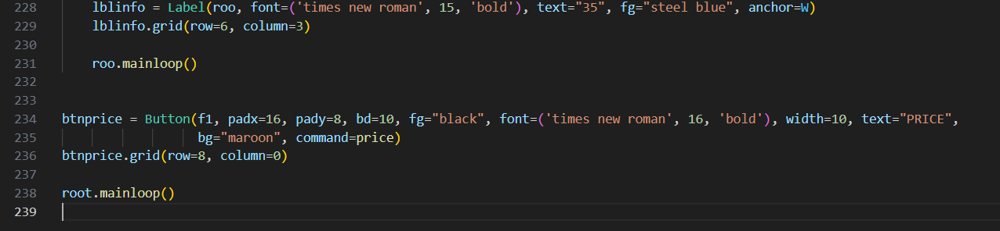 228 lblinfo = Label(roo, font=('times new roman', 15, 'bold'), text="35", fg="steel blue", anchor=W)
229 lblinfo.grid(row=6, column=3)
230
231 roo.mainloop()
232
233
234 btnprice = Button(f1, padx=16, pady=8, bd=10, fg="black", font=('times new roman', 16, 'bold'), width=10, text="PRICE",
235 bg="maroon", command=price)
236 btnprice.grid(row=8, column=0)
237
238 root.mainloop()
239